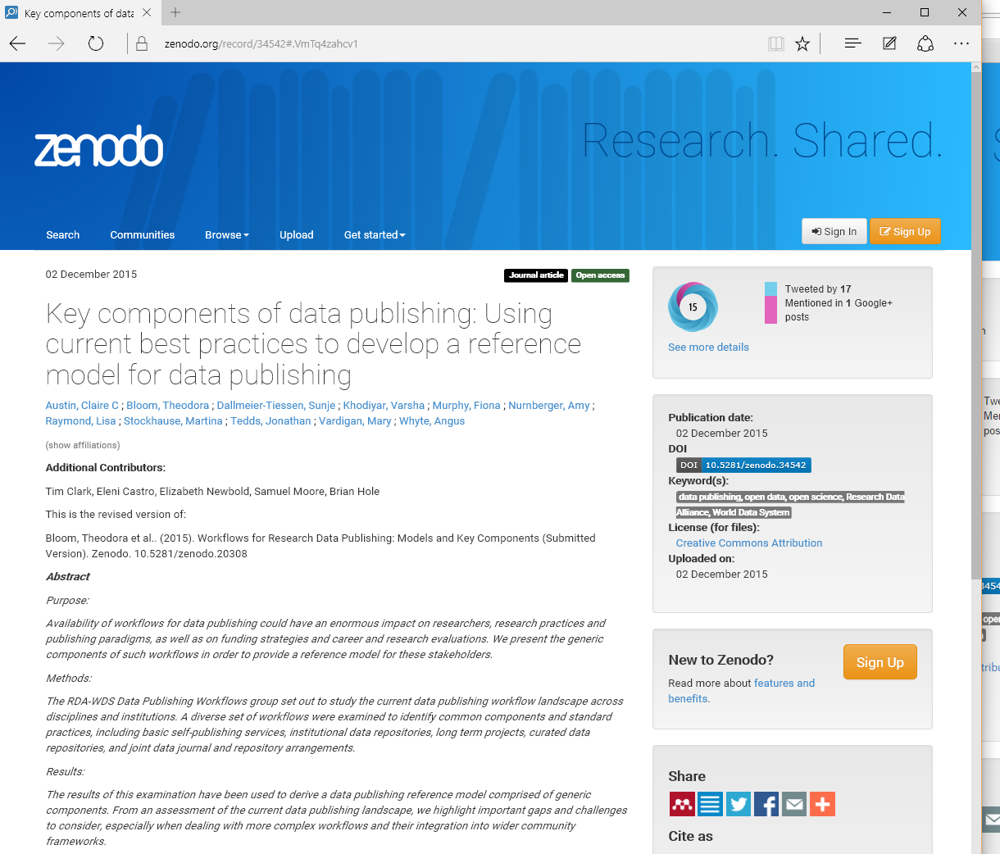 Key components of data
zenodo.org/record/34542#.VmTq4zahcv1
zenodo
Research. Shared.
Search
Communities
Browse
Upload
Get started
Sign In
Sign Up
02 December 2015
Journal article
Open access
Key components of data publishing: Using
current best practices to develop a reference
model for data publishing
Austin, Claire C ; Bloom, Theodora ; Dallmeier-Tiessen, Sunje ; Khodiyar, Varsha ; Murphy, Fiona ; Nurnberger, Amy ;
Raymond, Lisa ; Stockhause, Martina ; Tedds, Jonathan ; Vardigan, Mary ; Whyte, Angus
(show affiliations)
Additional Contributors:
Tim Clark, Eleni Castro, Elizabeth Newbold, Samuel Moore, Brian Hole
This is the revised version of:
Bloom, Theodora et al.. (2015). Workflows for Research Data Publishing: Models and Key Components (Submitted
Version). Zenodo. 10.5281/zenodo.20308
Abstract
Purpose:
Availability of workflows for data publishing could have an enormous impact on researchers, research practices and
publishing paradigms, as well as on funding strategies and career and research evaluations. We present the generic
components of such workflows in order to provide a reference model for these stakeholders.
Methods:
The RDA-WDS Data Publishing Workflows group set out to study the current data publishing workflow landscape across
disciplines and institutions. A diverse set of workflows were examined to identify common components and standard
practices, including basic self-publishing services, institutional data repositories, long term projects, curated data
repositories, and joint data journal and repository arrangements.
Results:
The results of this examination have been used to derive a data publishing reference model comprised of generic
components. From an assessment of the current data publishing landscape, we highlight important gaps and challenges
to consider, especially when dealing with more complex workflows and their integration into wider community
frameworks.
15
Tweeted by 17
Mentioned in 1 Google+
posts
See more details
Publication date:
02 December 2015
DOI
DOI 10.5281/zenodo.34542
Keyword(s):
data publishing, open data, open science, Research Data
Alliance, World Data System
License (for files):
Creative Commons Attribution
Uploaded on:
02 December 2015
New to Zenodo?
Sign Up
Read more about features and
benefits.
Share
Cite as